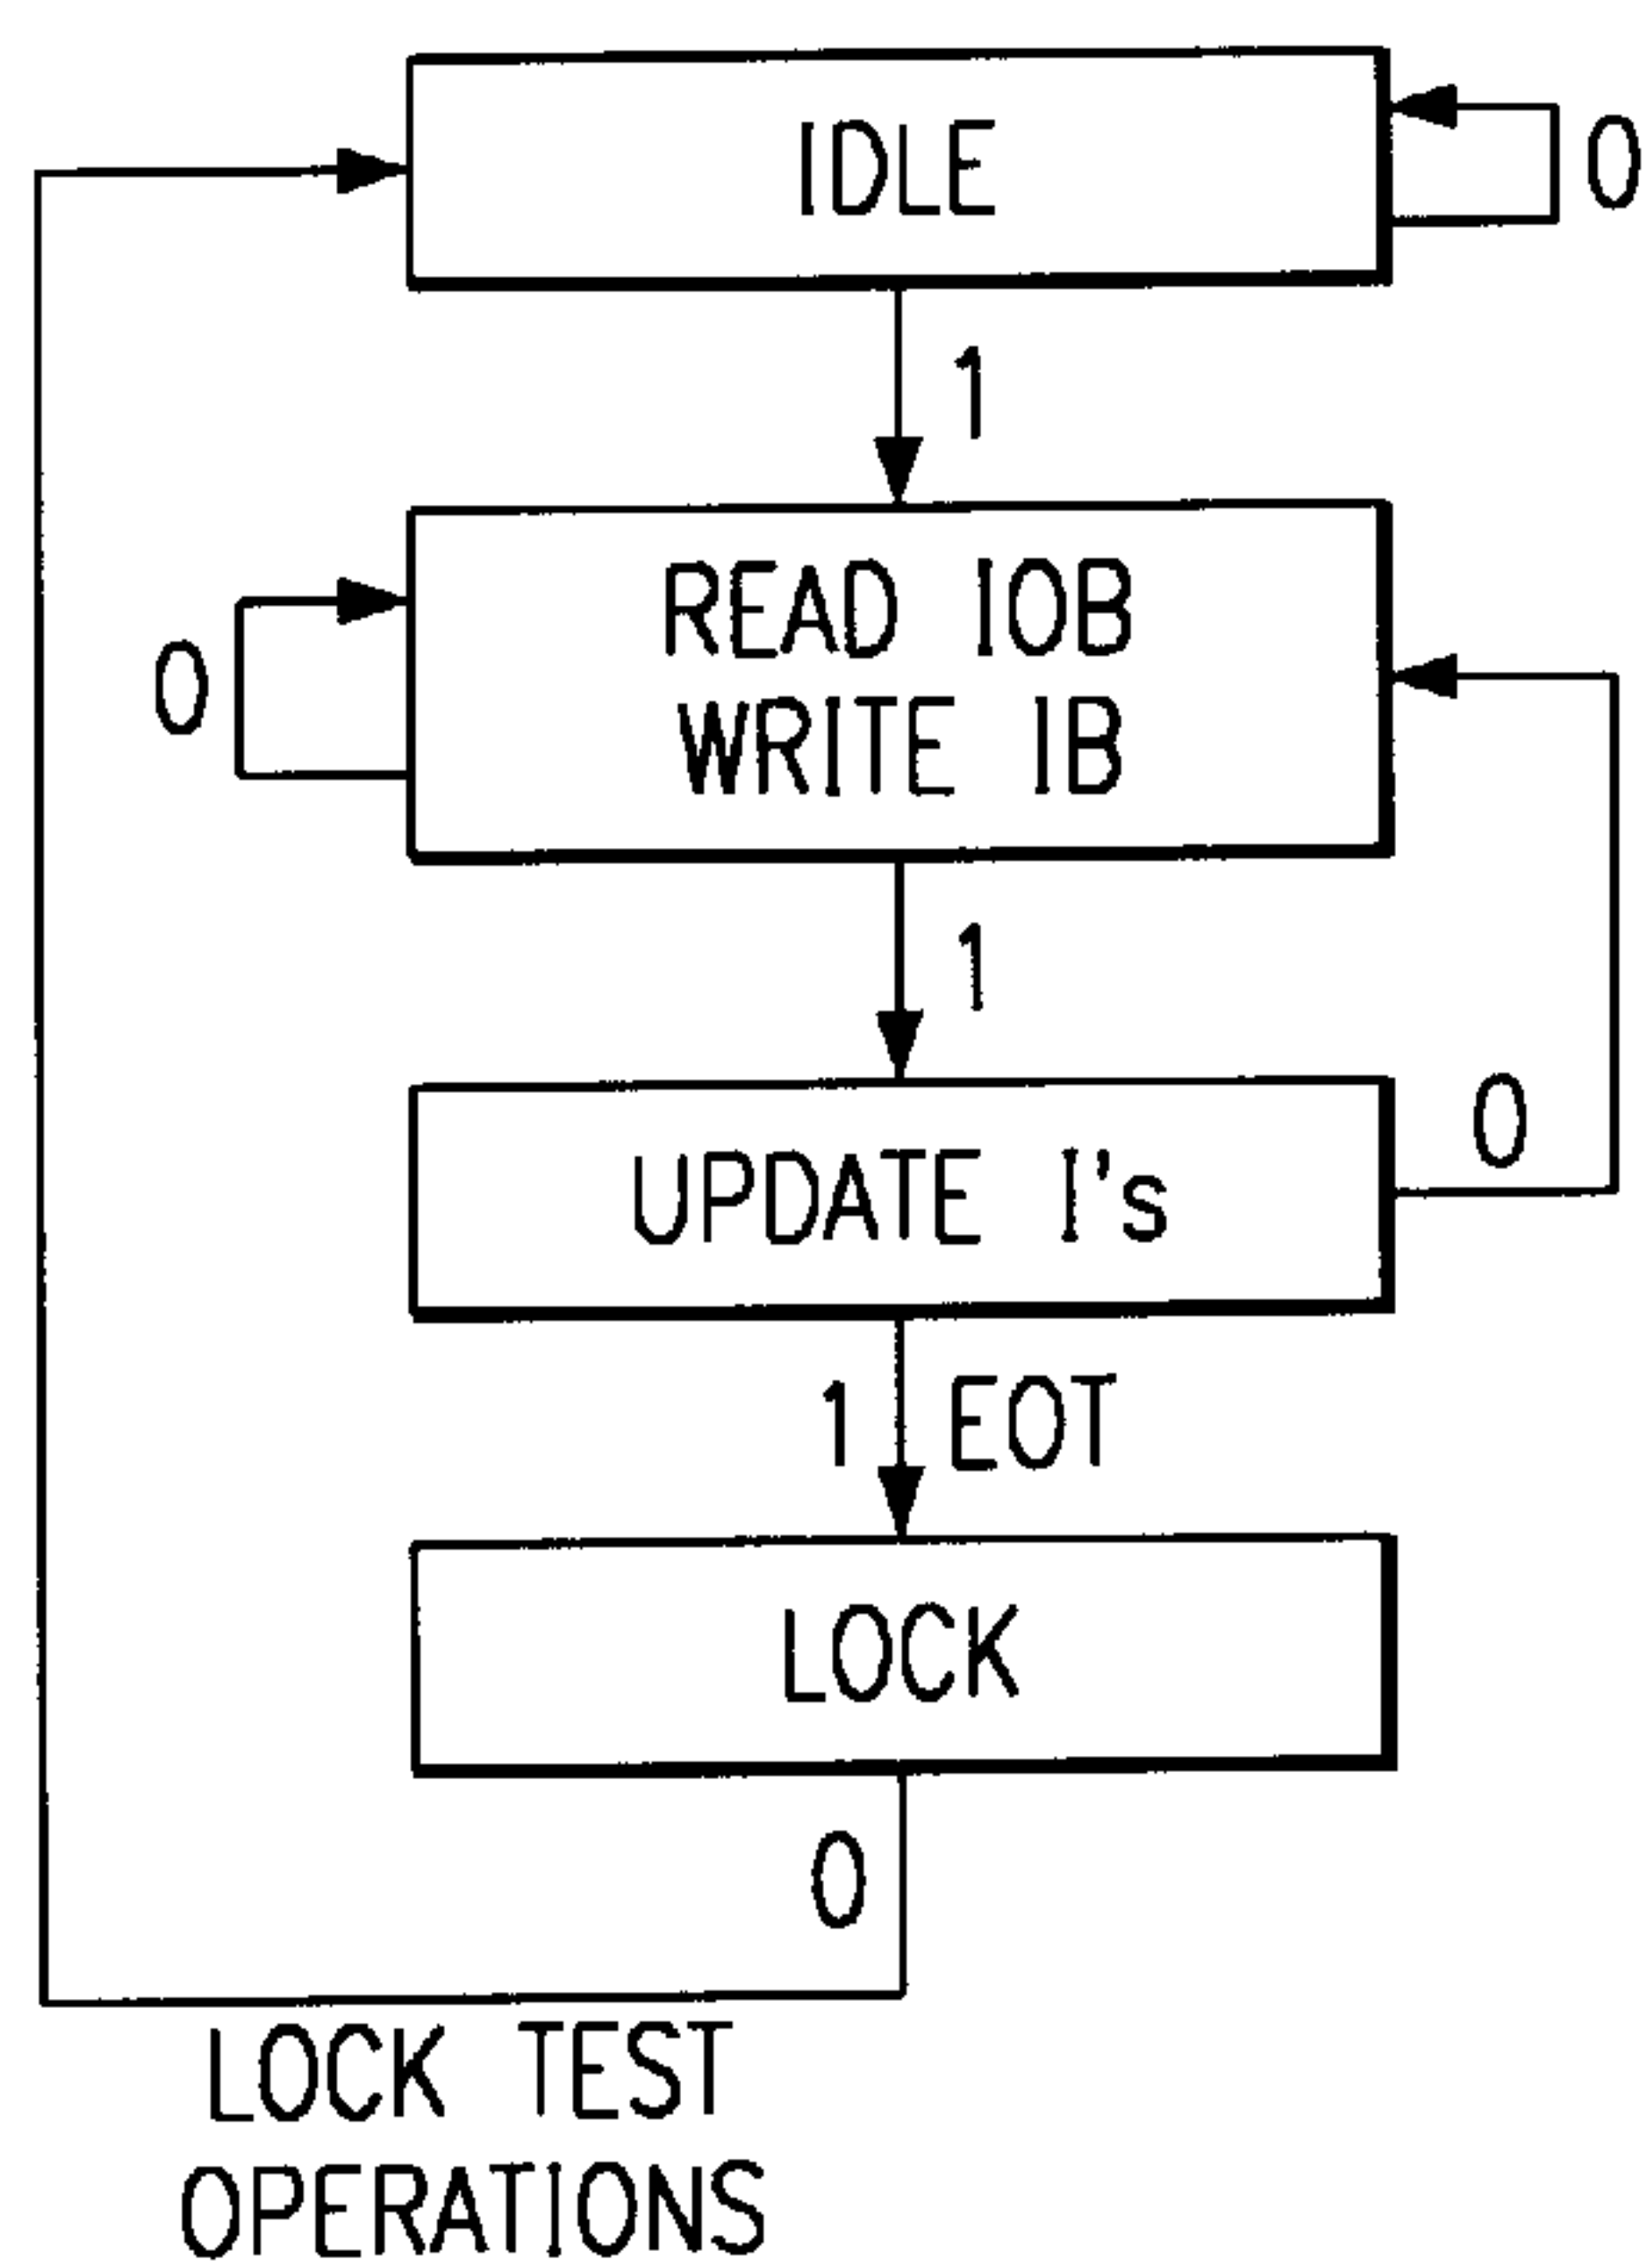 IDLE
0
1
READ IOB
WRITE IB
0
1
UPDATE I's
0
1 EOT
LOCK
0
LOCK TEST
OPERATIONS